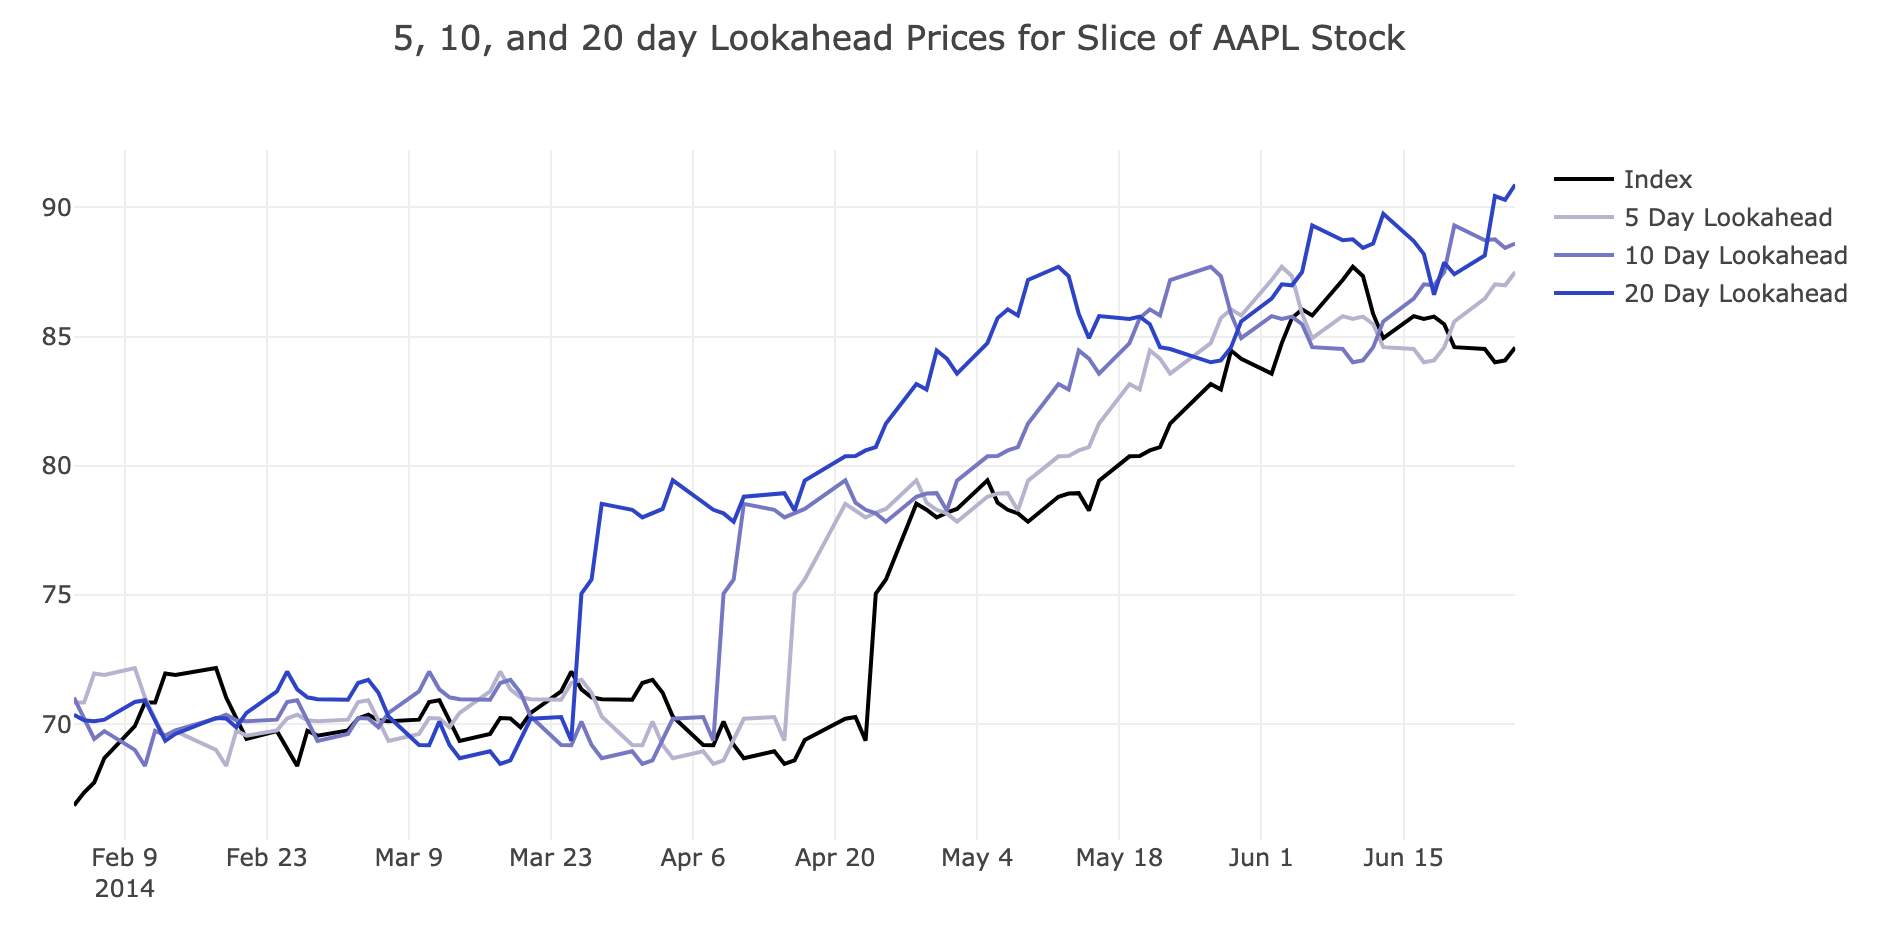 5, 10, and 20 day Lookahead Prices for Slice of AAPL Stock
Index
5 Day Lookahead
10 Day Lookahead
20 Day Lookahead
90
85
80
75
70
Feb 9
2014
Feb 23
Mar 9
Mar 23
Apr 6
Apr 20
May 4
May 18
Jun 1
Jun 15